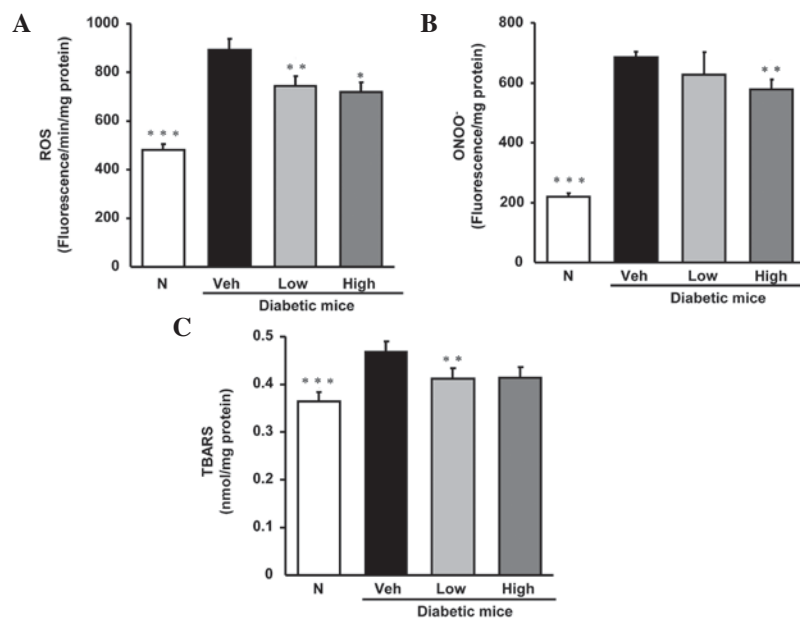 A
1000
800
600
400
200
0
ROS
(Fluorescence/min/mg protein)
* * *
* *
*
N Veh Low High
Diabetic mice
B
800
600
400
200
0
ONOO-
(Fluorescence/mg protein)
* * *
* *
N Veh Low High
Diabetic mice
C
0.5
0.4
0.3
0.2
0.1
0
TBARS
(nmol/mg protein)
* * *
* *
N Veh Low High
Diabetic mice